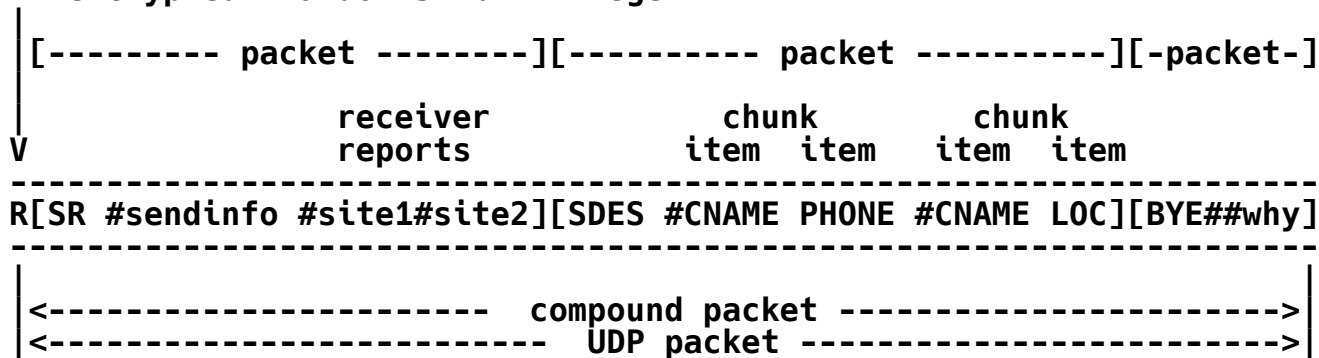 [--------- packet --------][---------- packet ----------][-packet-]
receiver chunk chunk
V reports item item item item
--------------------------------------------------------------------
R[SR #sendinfo #site1#site2][SDES #CNAME PHONE #CNAME LOC][BYE##why]
--------------------------------------------------------------------
|<----------------------- compound packet ----------------------->|
|<-------------------------- UDP packet ------------------------->|